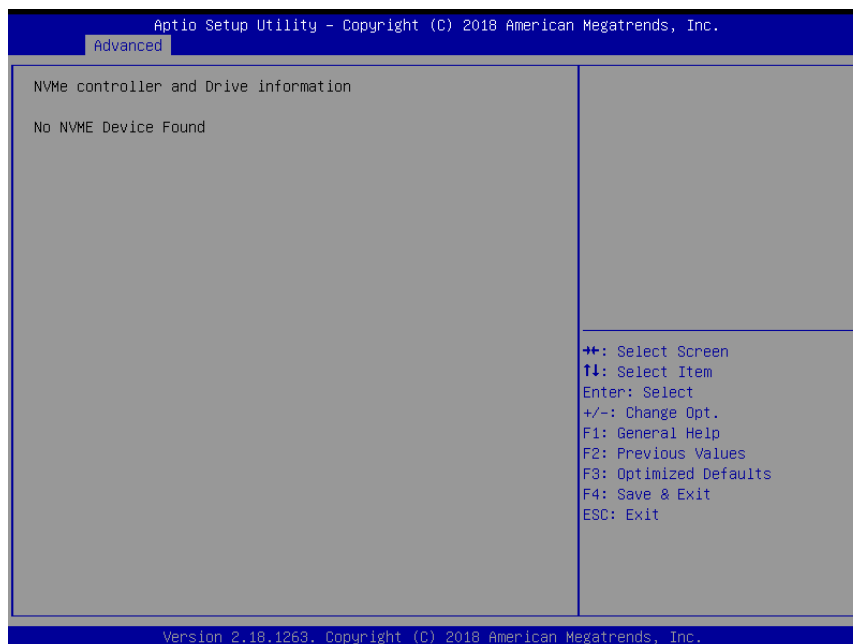 Aptio Setup Utility – Copyright (C) 2018 American Megatrends, Inc.
Advanced
NVMe controller and Drive information
No NVME Device Found
→←: Select Screen
↑↓: Select Item
Enter: Select
+/-: Change Opt.
F1: General Help
F2: Previous Values
F3: Optimized Defaults
F4: Save & Exit
ESC: Exit
Version 2.18.1263. Copyright (C) 2018 American Megatrends, Inc.